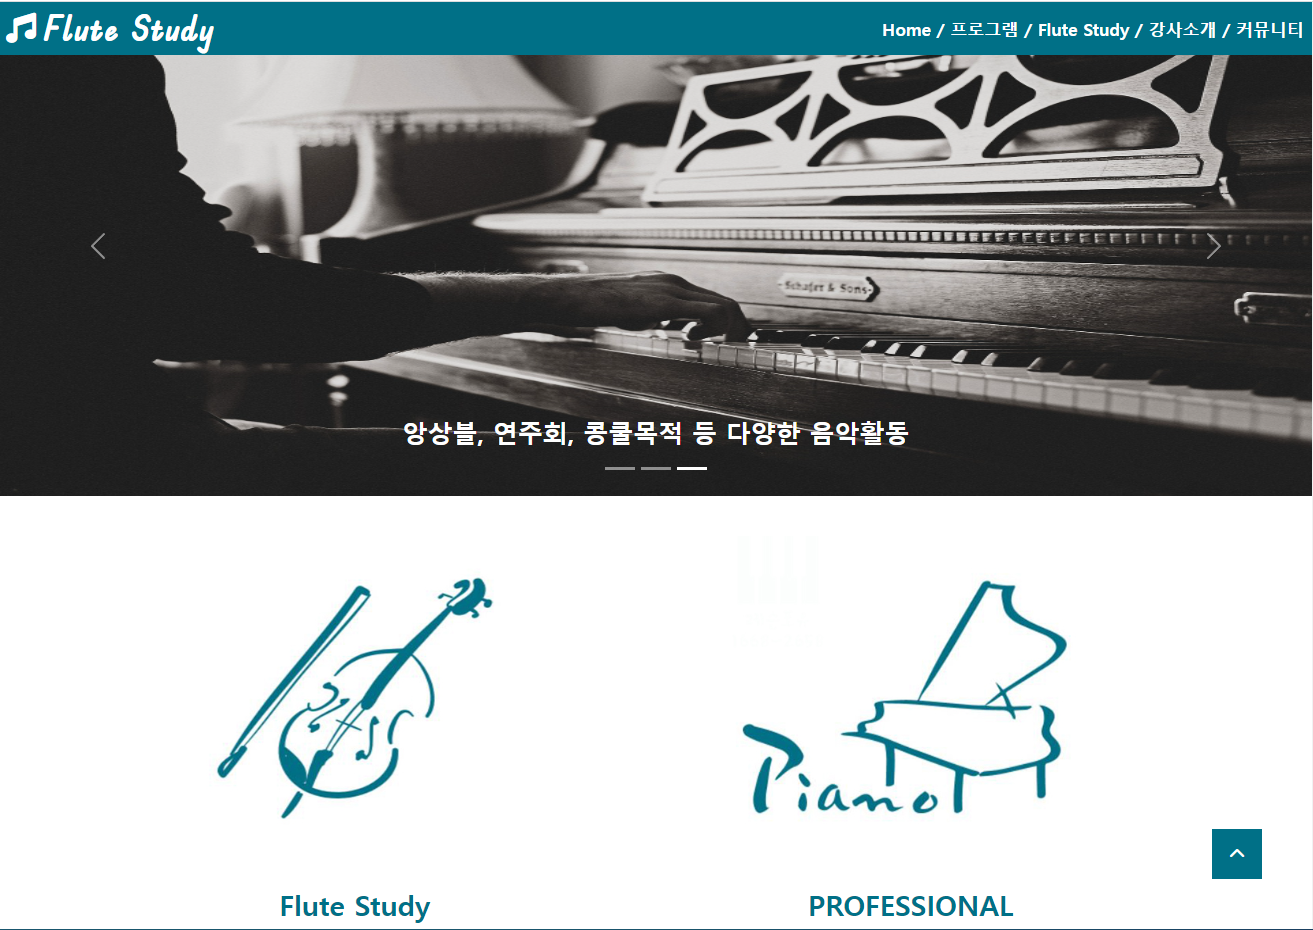 Flute Study
Home / 프로그램 / Flute Study / 강사소개 / 커뮤니티
Schafer & Sons
앙상블, 연주회, 콩쿨목적 등 다양한 음악활동
Piano
Flute Study
PROFESSIONAL